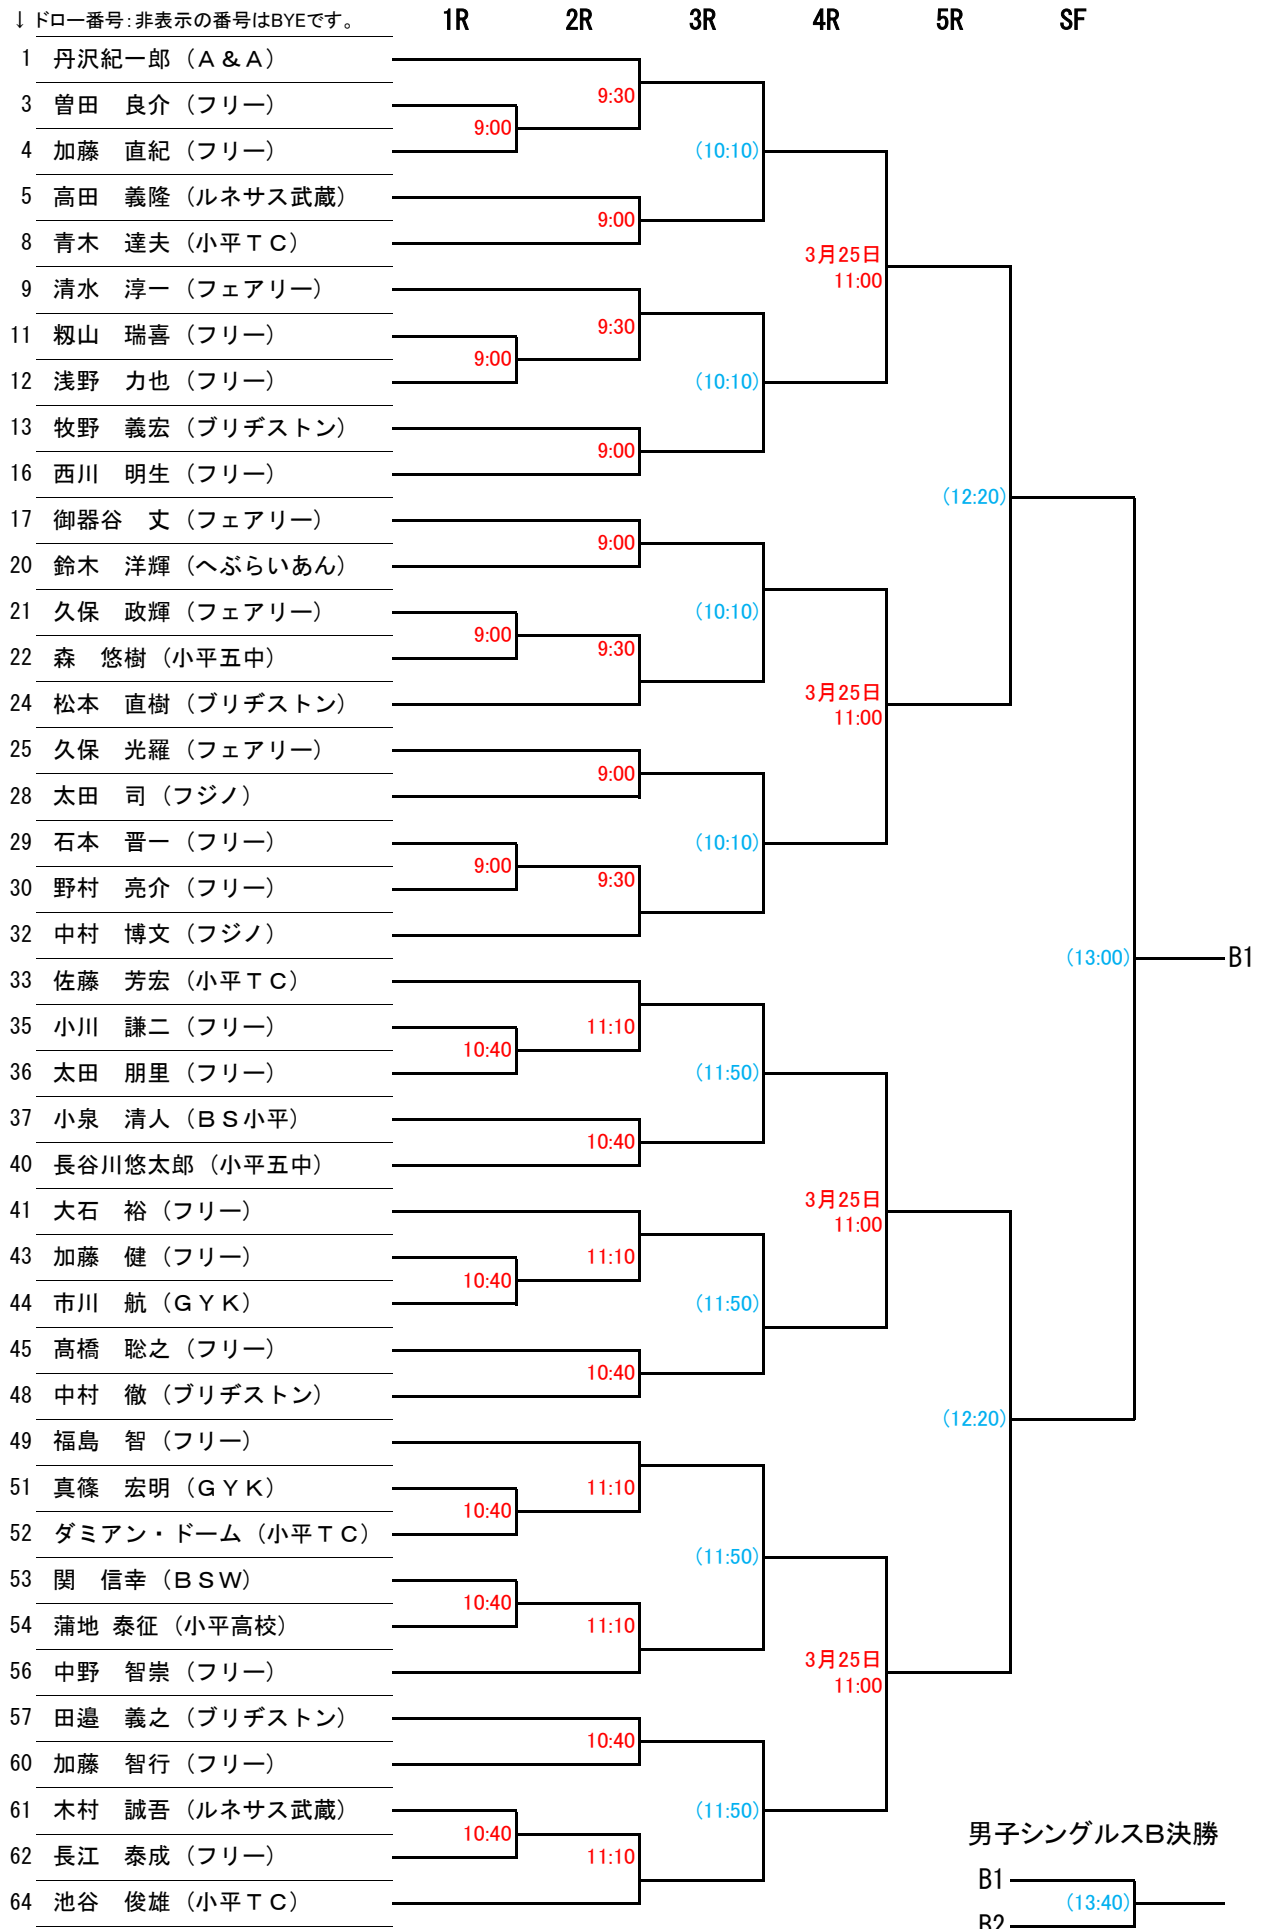 ↓ドロー番号:非表示の番号はBYEです。 1R 2R 3R 4R 5R SF
1 丹沢紀一郎(A&A)
9:30
3 曽田 良介(フリー)
9:00
4 加藤 直紀(フリー)
(10:10)
5 高田 義隆(ルネサス武蔵)
9:00
8 青木 達夫(小平TC)
3月25日
11:00
9 清水 淳一(フェアリー)
9:30
11 籾山 瑞喜(フリー)
9:00
12 浅野 力也(フリー)
(10:10)
13 牧野 義宏(ブリヂストン)
9:00
16 西川 明生(フリー)
(12:20)
17 御器谷 丈(フェアリー)
9:00
20 鈴木 洋輝(へぶらいあん)
21 久保 政輝(フェアリー)
(10:10)
9:00
9:30
22 森 悠樹(小平五中)
24 松本 直樹(ブリヂストン)
3月25日
11:00
25 久保 光羅(フェアリー)
9:00
28 太田 司(フジノ)
29 石本 晋一(フリー)
(10:10)
9:00
9:30
30 野村 亮介(フリー)
32 中村 博文(フジノ)
(13:00) B1
33 佐藤 芳宏(小平TC)
35 小川 謙二(フリー)
11:10
10:40
36 太田 朋里(フリー)
(11:50)
37 小泉 清人(BS小平)
10:40
40 長谷川悠太郎(小平五中)
3月25日
11:00
41 大石 裕(フリー)
43 加藤 健(フリー)
11:10
10:40
44 市川 航(GYK)
(11:50)
45 髙橋 聡之(フリー)
10:40
48 中村 徹(ブリヂストン)
(12:20)
49 福島 智(フリー)
51 真篠 宏明(GYK)
11:10
10:40
52 ダミアン・ドーム(小平TC)
(11:50)
53 関 信幸(BSW)
10:40
54 蒲地 泰征(小平高校)
11:10
56 中野 智崇(フリー)
3月25日
11:00
57 田邉 義之(ブリヂストン)
10:40
60 加藤 智行(フリー)
61 木村 誠吾(ルネサス武蔵)
(11:50)
10:40
男子シングルスB決勝
62 長江 泰成(フリー)
11:10
B1
64 池谷 俊雄(小平TC)
(13:40)
B2